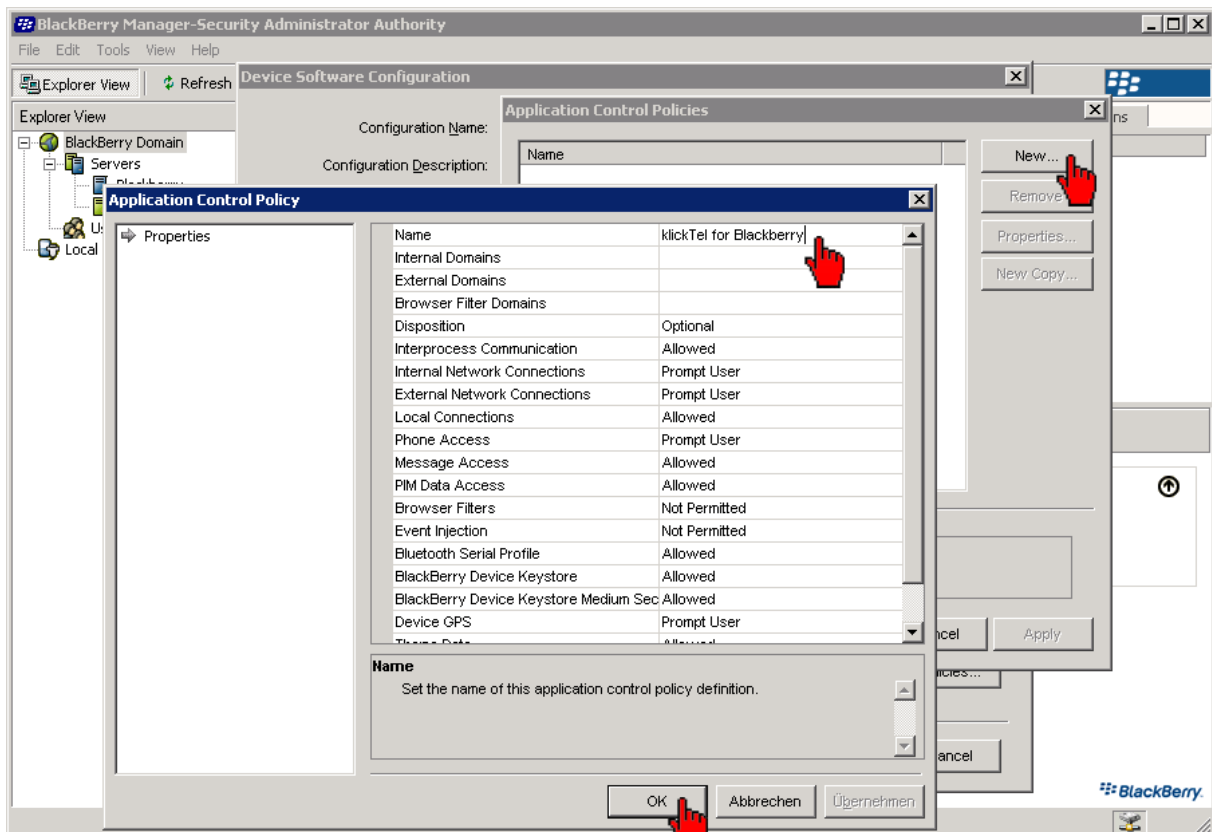 BlackBerry Manager-Security Administrator Authority
File Edit Tools View Help
Explorer View Refresh
Explorer View
BlackBerry Domain
Servers
Local
Device Software Configuration
Configuration Name:
Configuration Description:
Application Control Policies
Name
New...
Remove
Properties...
New Copy...
Apply
Application Control Policy
Properties
Name klickTel for Blackberry
Internal Domains
External Domains
Browser Filter Domains
Disposition Optional
Interprocess Communication Allowed
Internal Network Connections Prompt User
External Network Connections Prompt User
Local Connections Allowed
Phone Access Prompt User
Message Access Allowed
PIM Data Access Allowed
Browser Filters Not Permitted
Event Injection Not Permitted
Bluetooth Serial Profile Allowed
BlackBerry Device Keystore Allowed
BlackBerry Device Keystore Medium Sec Allowed
Device GPS Prompt User
Name
Set the name of this application control policy definition.
OK Abbrechen Übernehmen
BlackBerry.